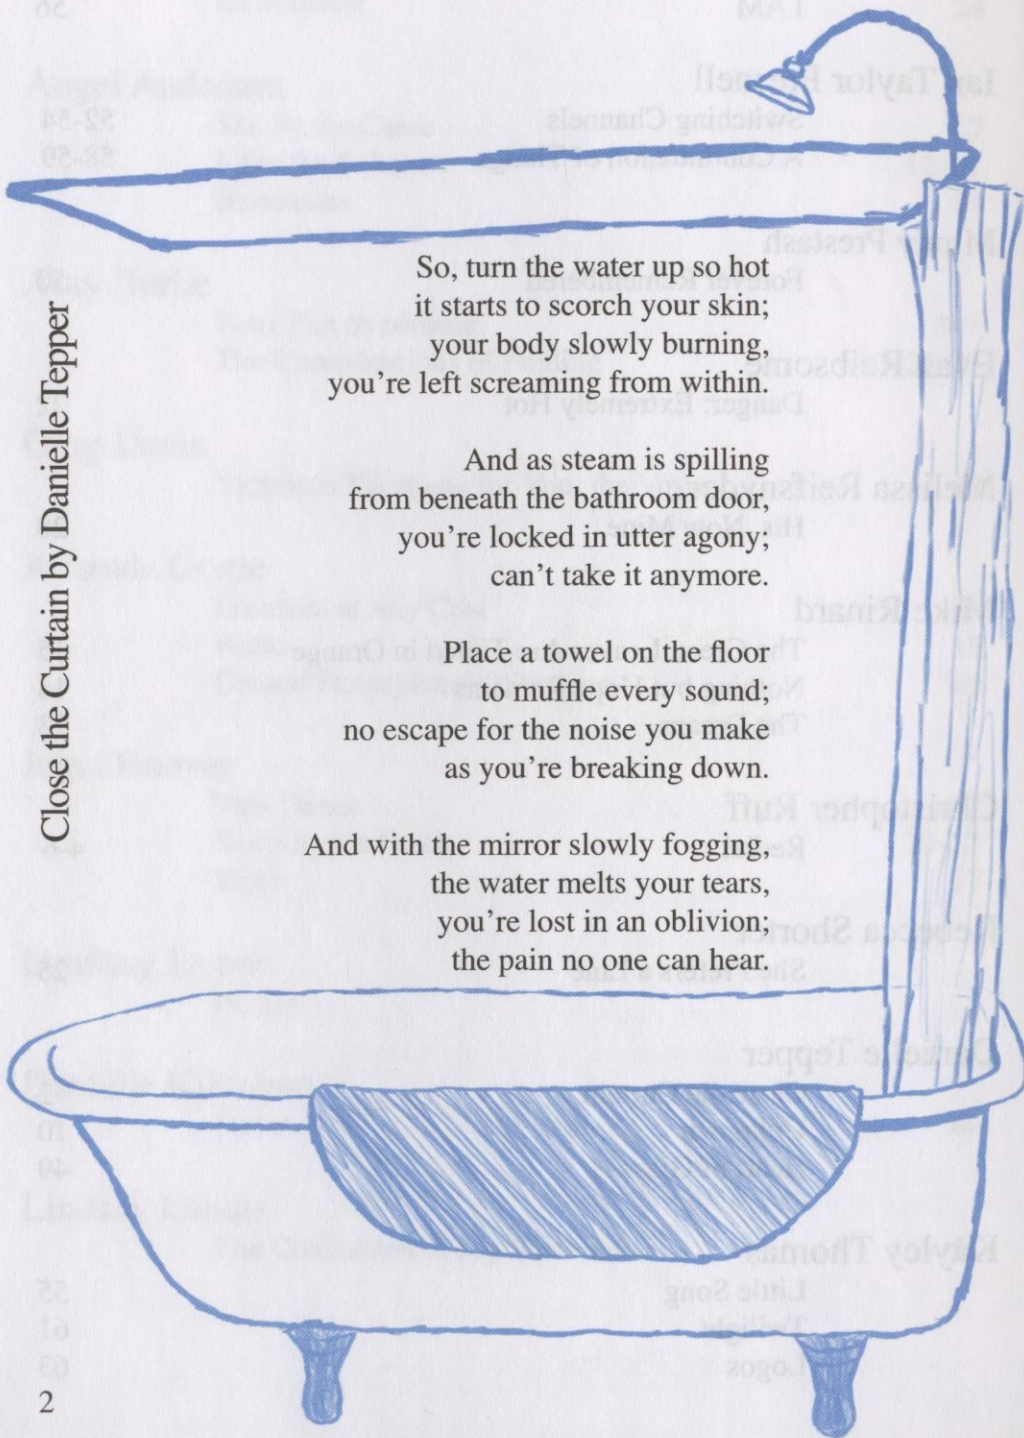 Close the Curtain by Danielle Tepper
So, turn the water up so hot
it starts to scorch your skin;
your body slowly burning,
you're left screaming from within.
And as steam is spilling
from beneath the bathroom door,
you're locked in utter agony;
can't take it anymore.
Place a towel on the floor
to muffle every sound;
no escape for the noise you make
as you're breaking down.
And with the mirror slowly fogging,
the water melts your tears,
you're lost in an oblivion;
the pain no one can hear.
2